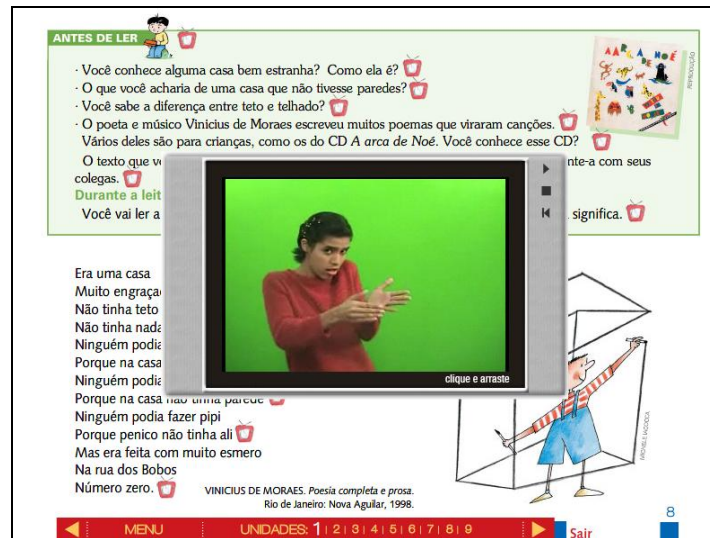 ANTES DE LER
· Você conhece alguma casa bem estranha? Como ela é?
· O que você acharia de uma casa que não tivesse paredes?
· Você sabe a diferença entre teto e telhado?
· O poeta e músico Vinicius de Moraes escreveu muitos poemas que viraram canções.
Vários deles são para crianças, como os do CD A arca de Noé. Você conhece esse CD?
O texto que nte-a com seus
colegas.
Durante a leit
Você vai ler a significa.
A ARCA DE NOÉ
REPRODUÇÃO
Era uma casa
Muito engraça
Não tinha teto
Não tinha nada
Ninguém podia
Porque na casa
Ninguém podia
Porque na casa não tinha parede
Ninguém podia fazer pipi
Porque penico não tinha ali
Mas era feita com muito esmero
Na rua dos Bobos
Número zero.
clique e arraste
VINICIUS DE MORAES. Poesia completa e prosa.
Rio de Janeiro: Nova Aguilar, 1998.
8
MENU UNIDADES: 1 | 2 | 3 | 4 | 5 | 6 | 7 | 8 | 9
Sair